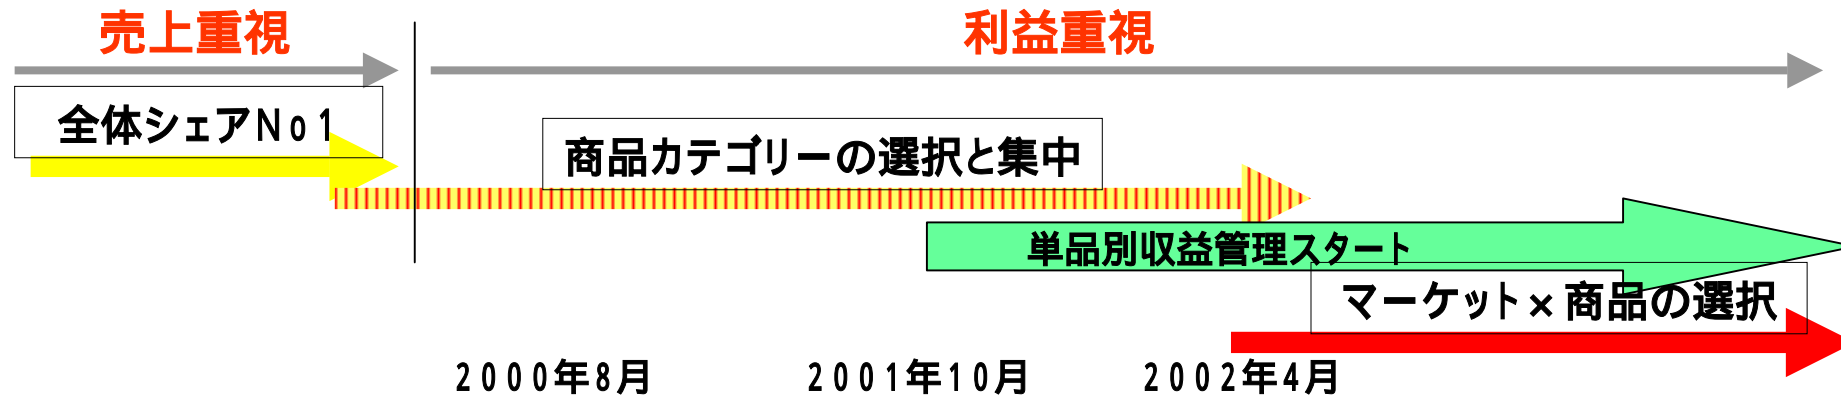 売上重視
利益重視
全体シェアNo1
商品カテゴリーの選択と集中
単品別収益管理スタート
マーケット×商品の選択
2000年8月
2001年10月
2002年4月